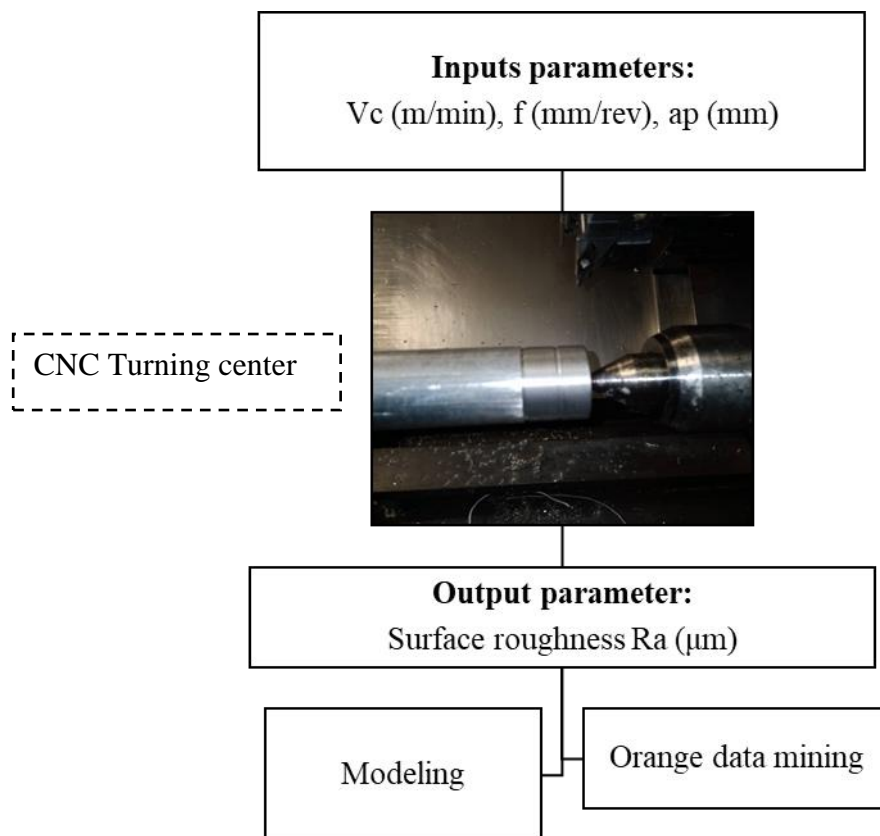 Inputs parameters:
Vc (m/min), f (mm/rev), ap (mm)
CNC Turning center
Output parameter:
Surface roughness Ra (μm)
Modeling
Orange data mining